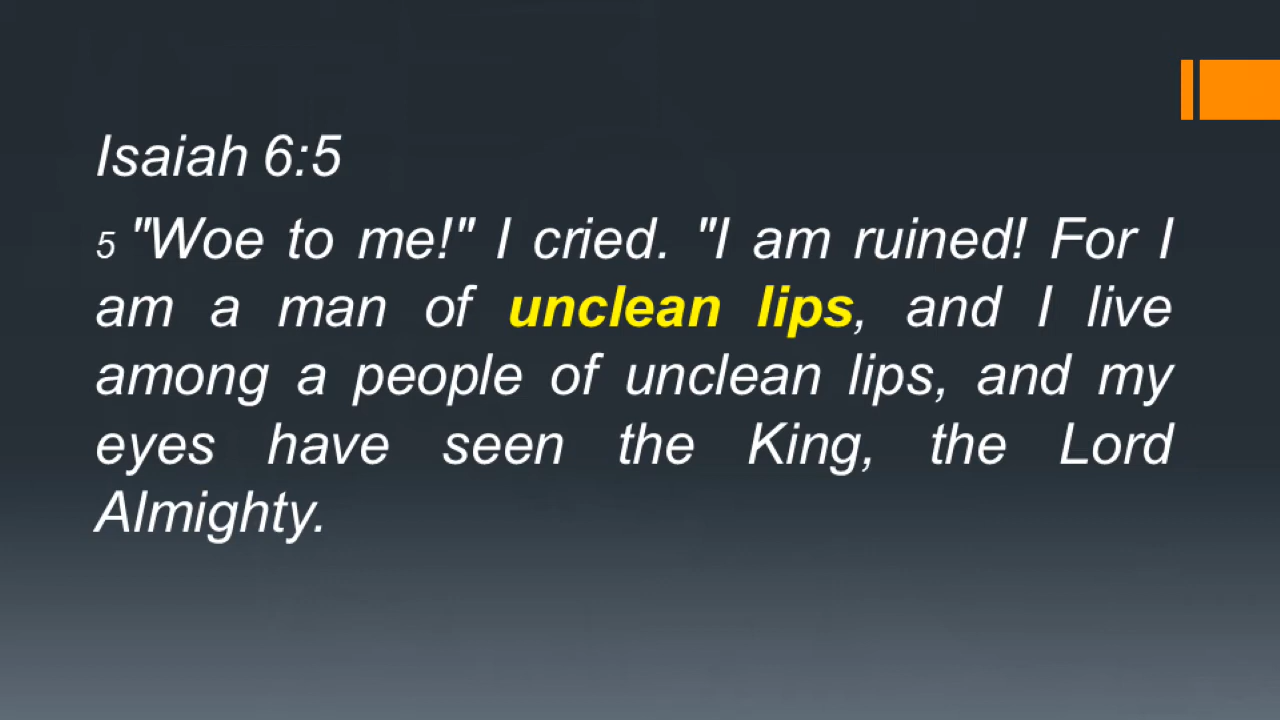 Isaiah 6:5
5 "Woe to me!" I cried. "I am ruined! For I
am a man of unclean lips, and I live
among a people of unclean lips, and my
eyes have seen the King, the Lord
Almighty.